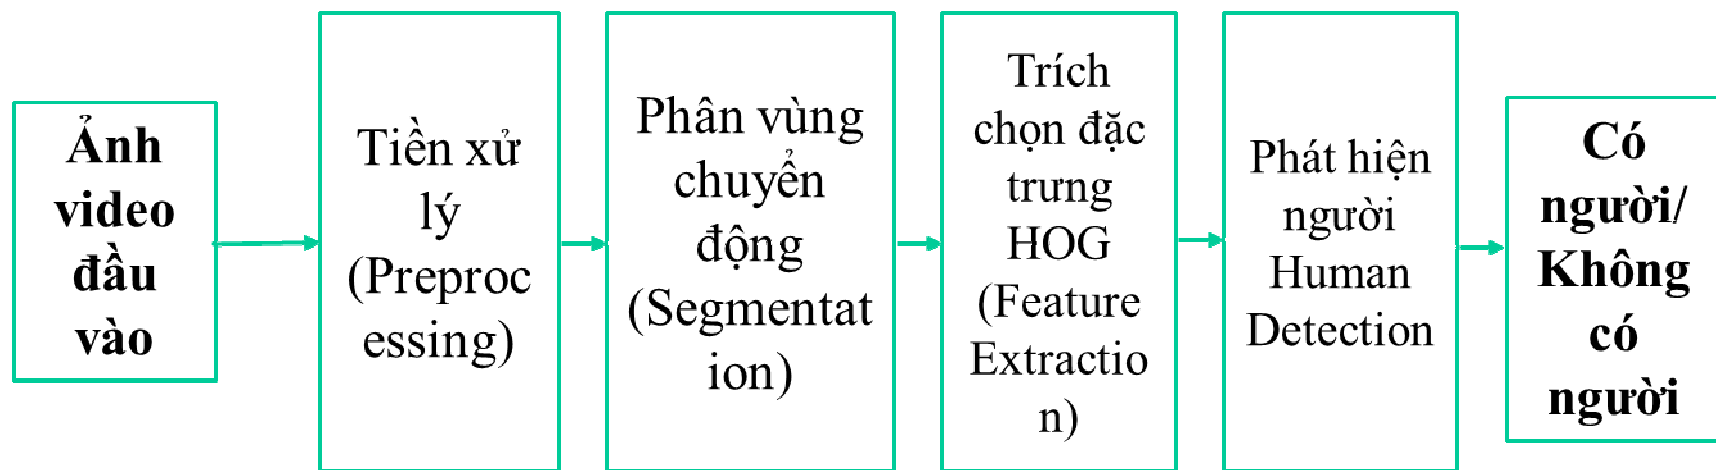 Ảnh
video
đầu
vào
Tiền xử
lý
(Preproc
essing)
Phân vùng
chuyển
động
(Segmentat
ion)
Trích
chọn đặc
trưng
HOG
(Feature
Extractio
n)
Phát hiện
người
Human
Detection
Có
người/
Không
có
người